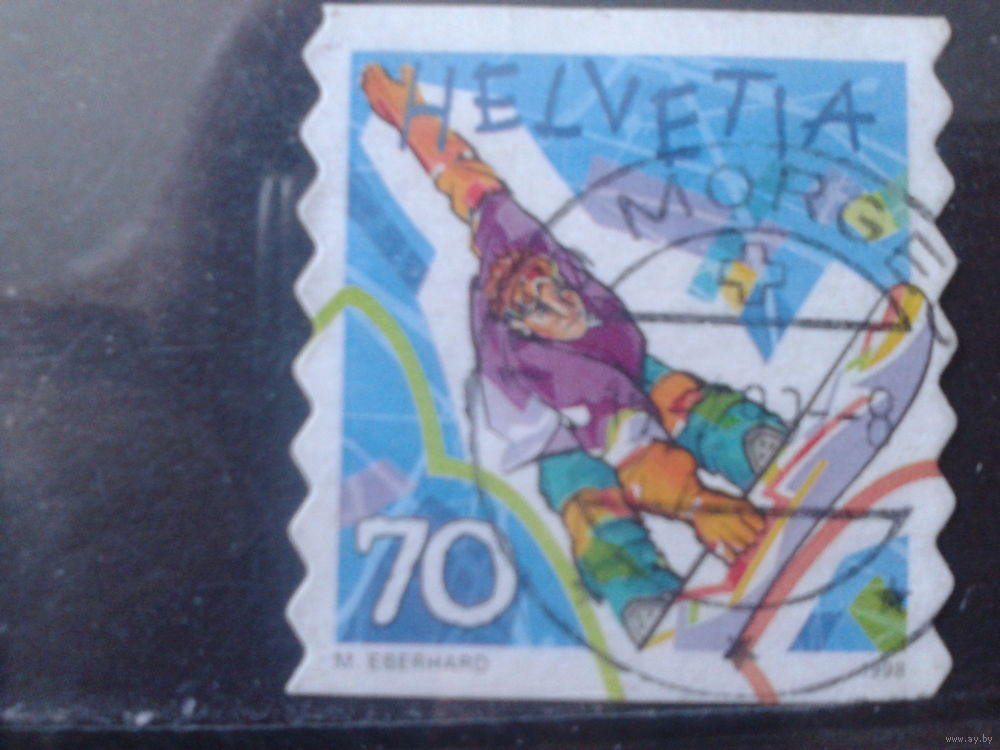 HELVETIA
MORGE
70
M. EBERHARD
1998
www.ay.by